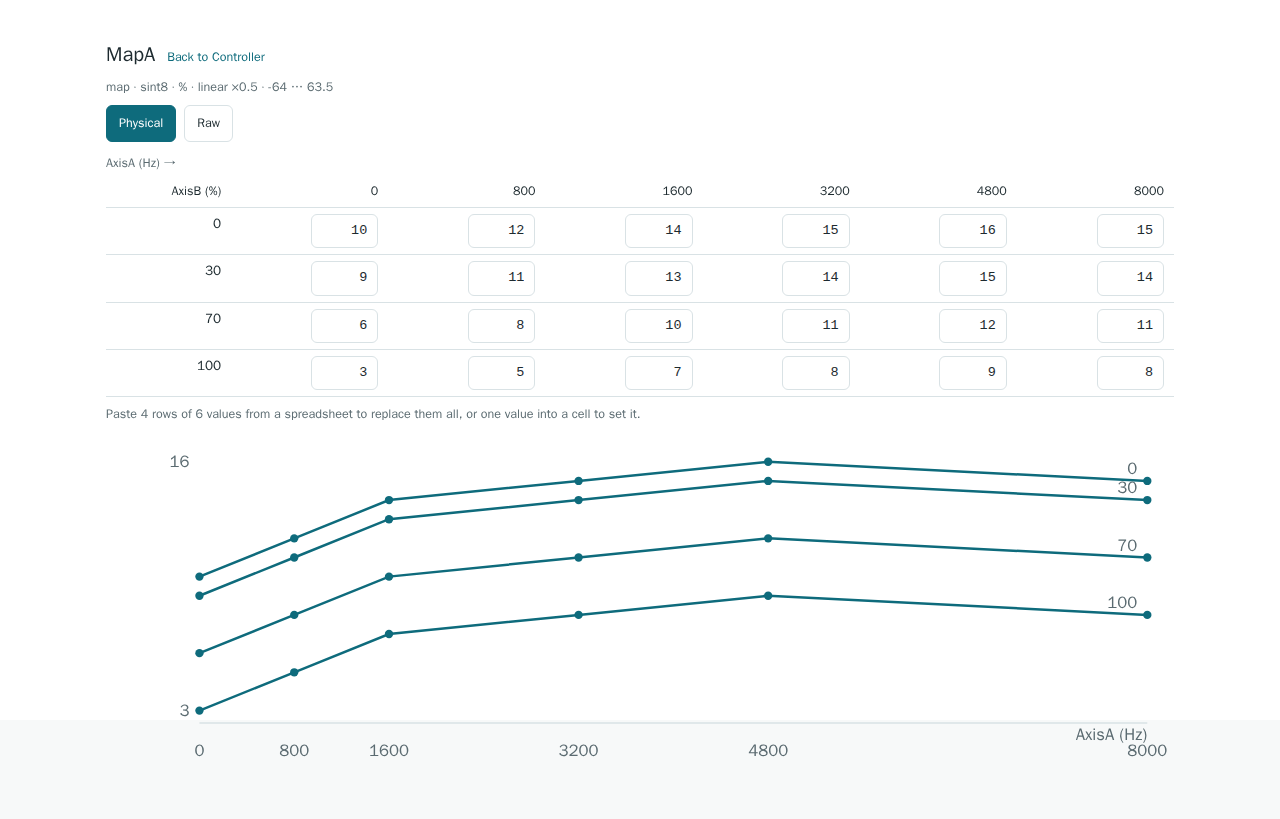 MapA Back to Controller
map · sint8 · % · linear ×0.5 · -64 ··· 63.5
Physical Raw
AxisA (Hz) →
AxisB (%) 0 800 1600 3200 4800 8000
0 10 12 14 15 16 15
30 9 11 13 14 15 14
70 6 8 10 11 12 11
100 3 5 7 8 9 8
Paste 4 rows of 6 values from a spreadsheet to replace them all, or one value into a cell to set it.
16
0
30
70
100
3
AxisA (Hz)
0 800 1600 3200 4800 8000